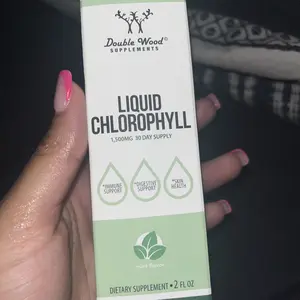 Double Wood®
SUPPLEMENTS
LIQUID
CHLOROPHYLL
1,500MG 30 DAY SUPPLY
*IMMUNE
SUPPORT
*DIGESTIVE
SUPPORT
*SKIN
HEALTH
DIETARY SUPPLEMENT • 2 FL OZ